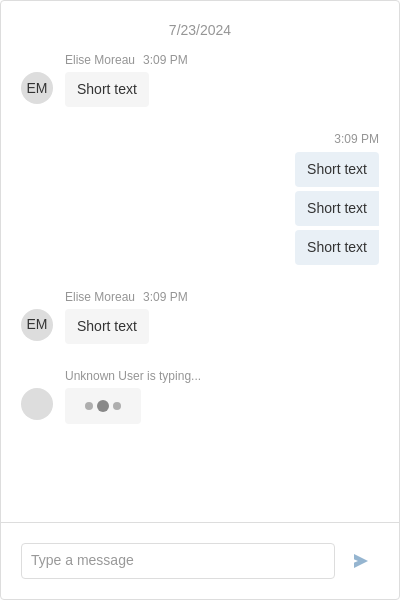 7/23/2024
Elise Moreau 3:09 PM
EM
Short text
3:09 PM
Short text
Short text
Short text
Elise Moreau 3:09 PM
EM
Short text
Unknown User is typing...
Type a message